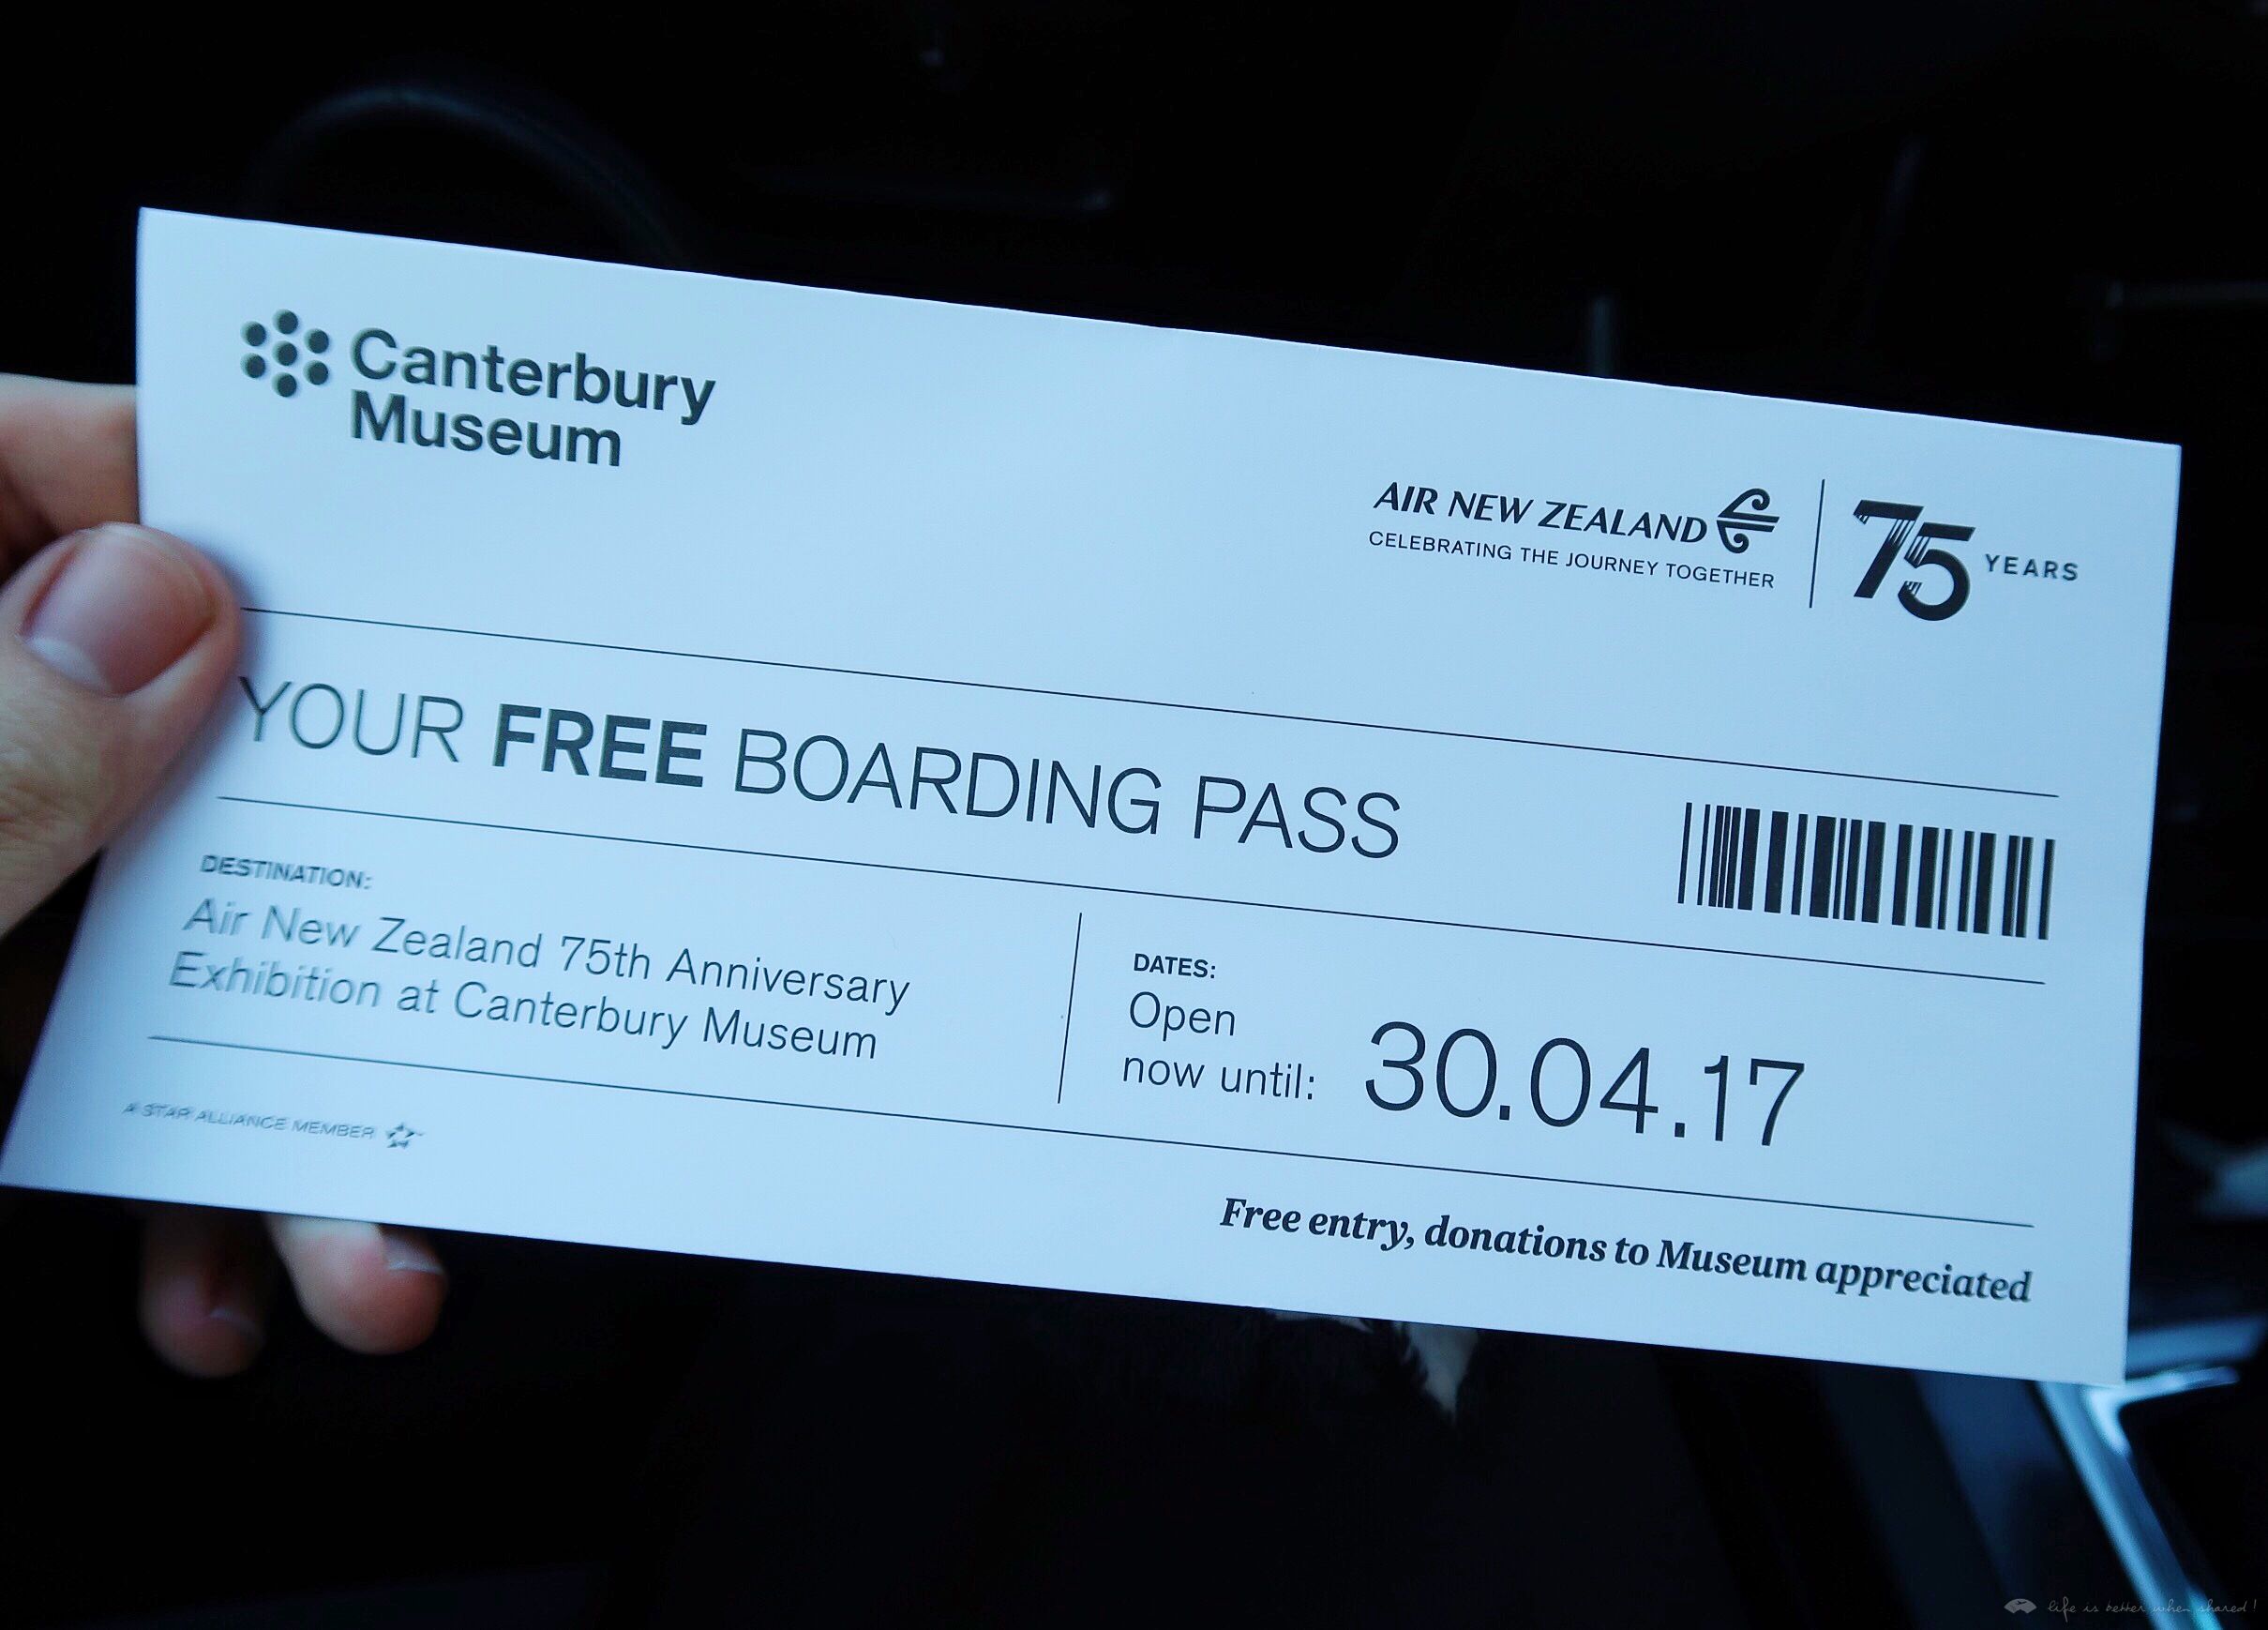 Canterbury
Museum
AIR NEW ZEALAND
CELEBRATING THE JOURNEY TOGETHER
75 YEARS
YOUR FREE BOARDING PASS
DESTINATION:
Air New Zealand 75th Anniversary
Exhibition at Canterbury Museum
DATES:
Open
now until: 30.04.17
A STAR ALLIANCE MEMBER
Free entry, donations to Museum appreciated
life is better when shared!